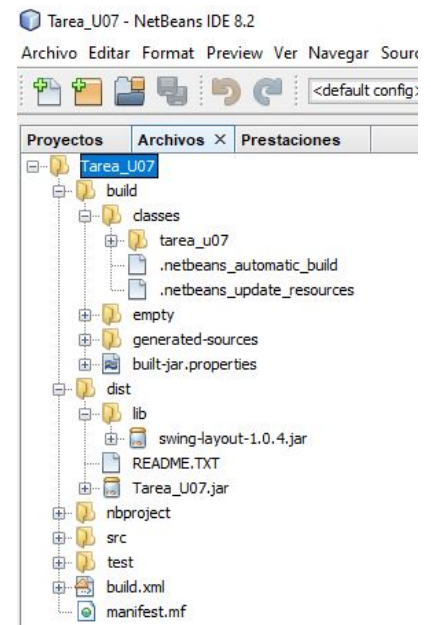 Tarea_U07 - NetBeans IDE 8.2
Archivo Editar Format Preview Ver Navegar Sourc
<default config>
Proyectos Archivos × Prestaciones
Tarea_U07
build
classes
tarea_u07
.netbeans_automatic_build
.netbeans_update_resources
empty
generated-sources
built-jar.properties
dist
lib
swing-layout-1.0.4.jar
README.TXT
Tarea_U07.jar
nbproject
src
test
build.xml
manifest.mf